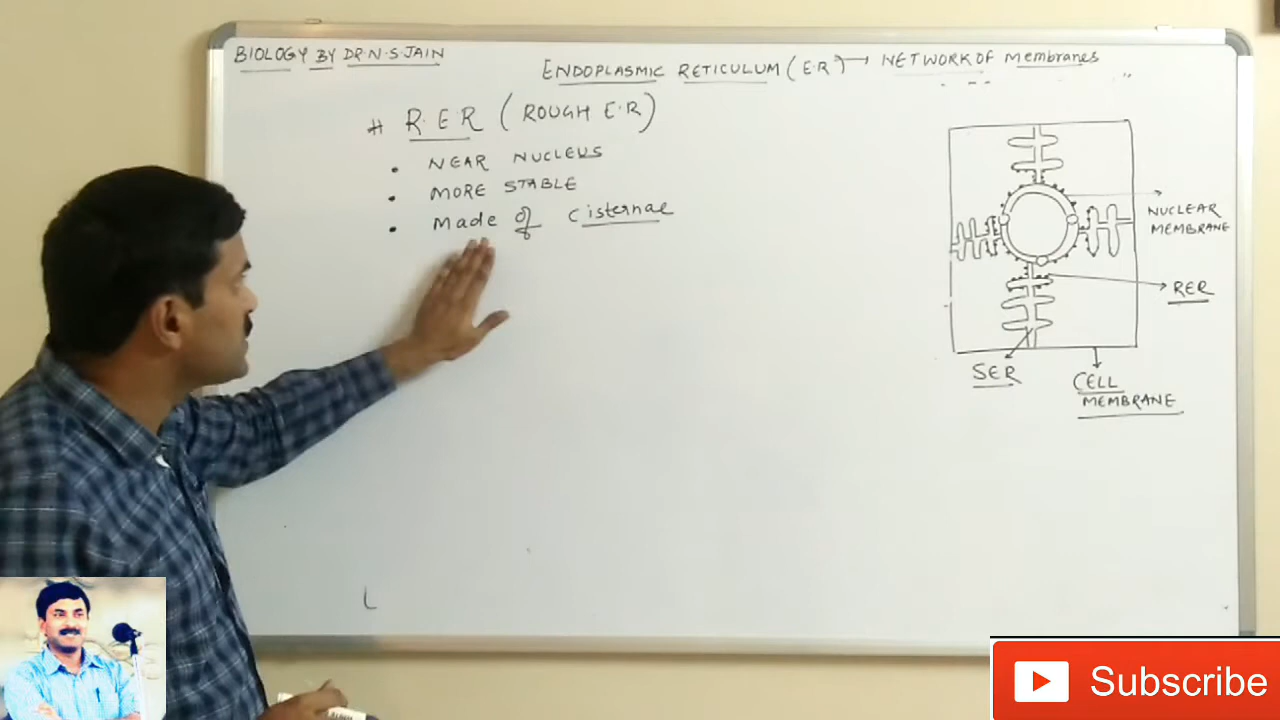 BIOLOGY BY DR.N.S.JAIN
ENDOPLASMIC RETICULUM (E.R) → NETWORK OF Membranes
# R.E.R (ROUGH E.R)
• NEAR NUCLEUS
• MORE STABLE
• Made of Cisternae
NUCLEAR
MEMBRANE
RER
SER
CELL
MEMBRANE
L
Subscribe